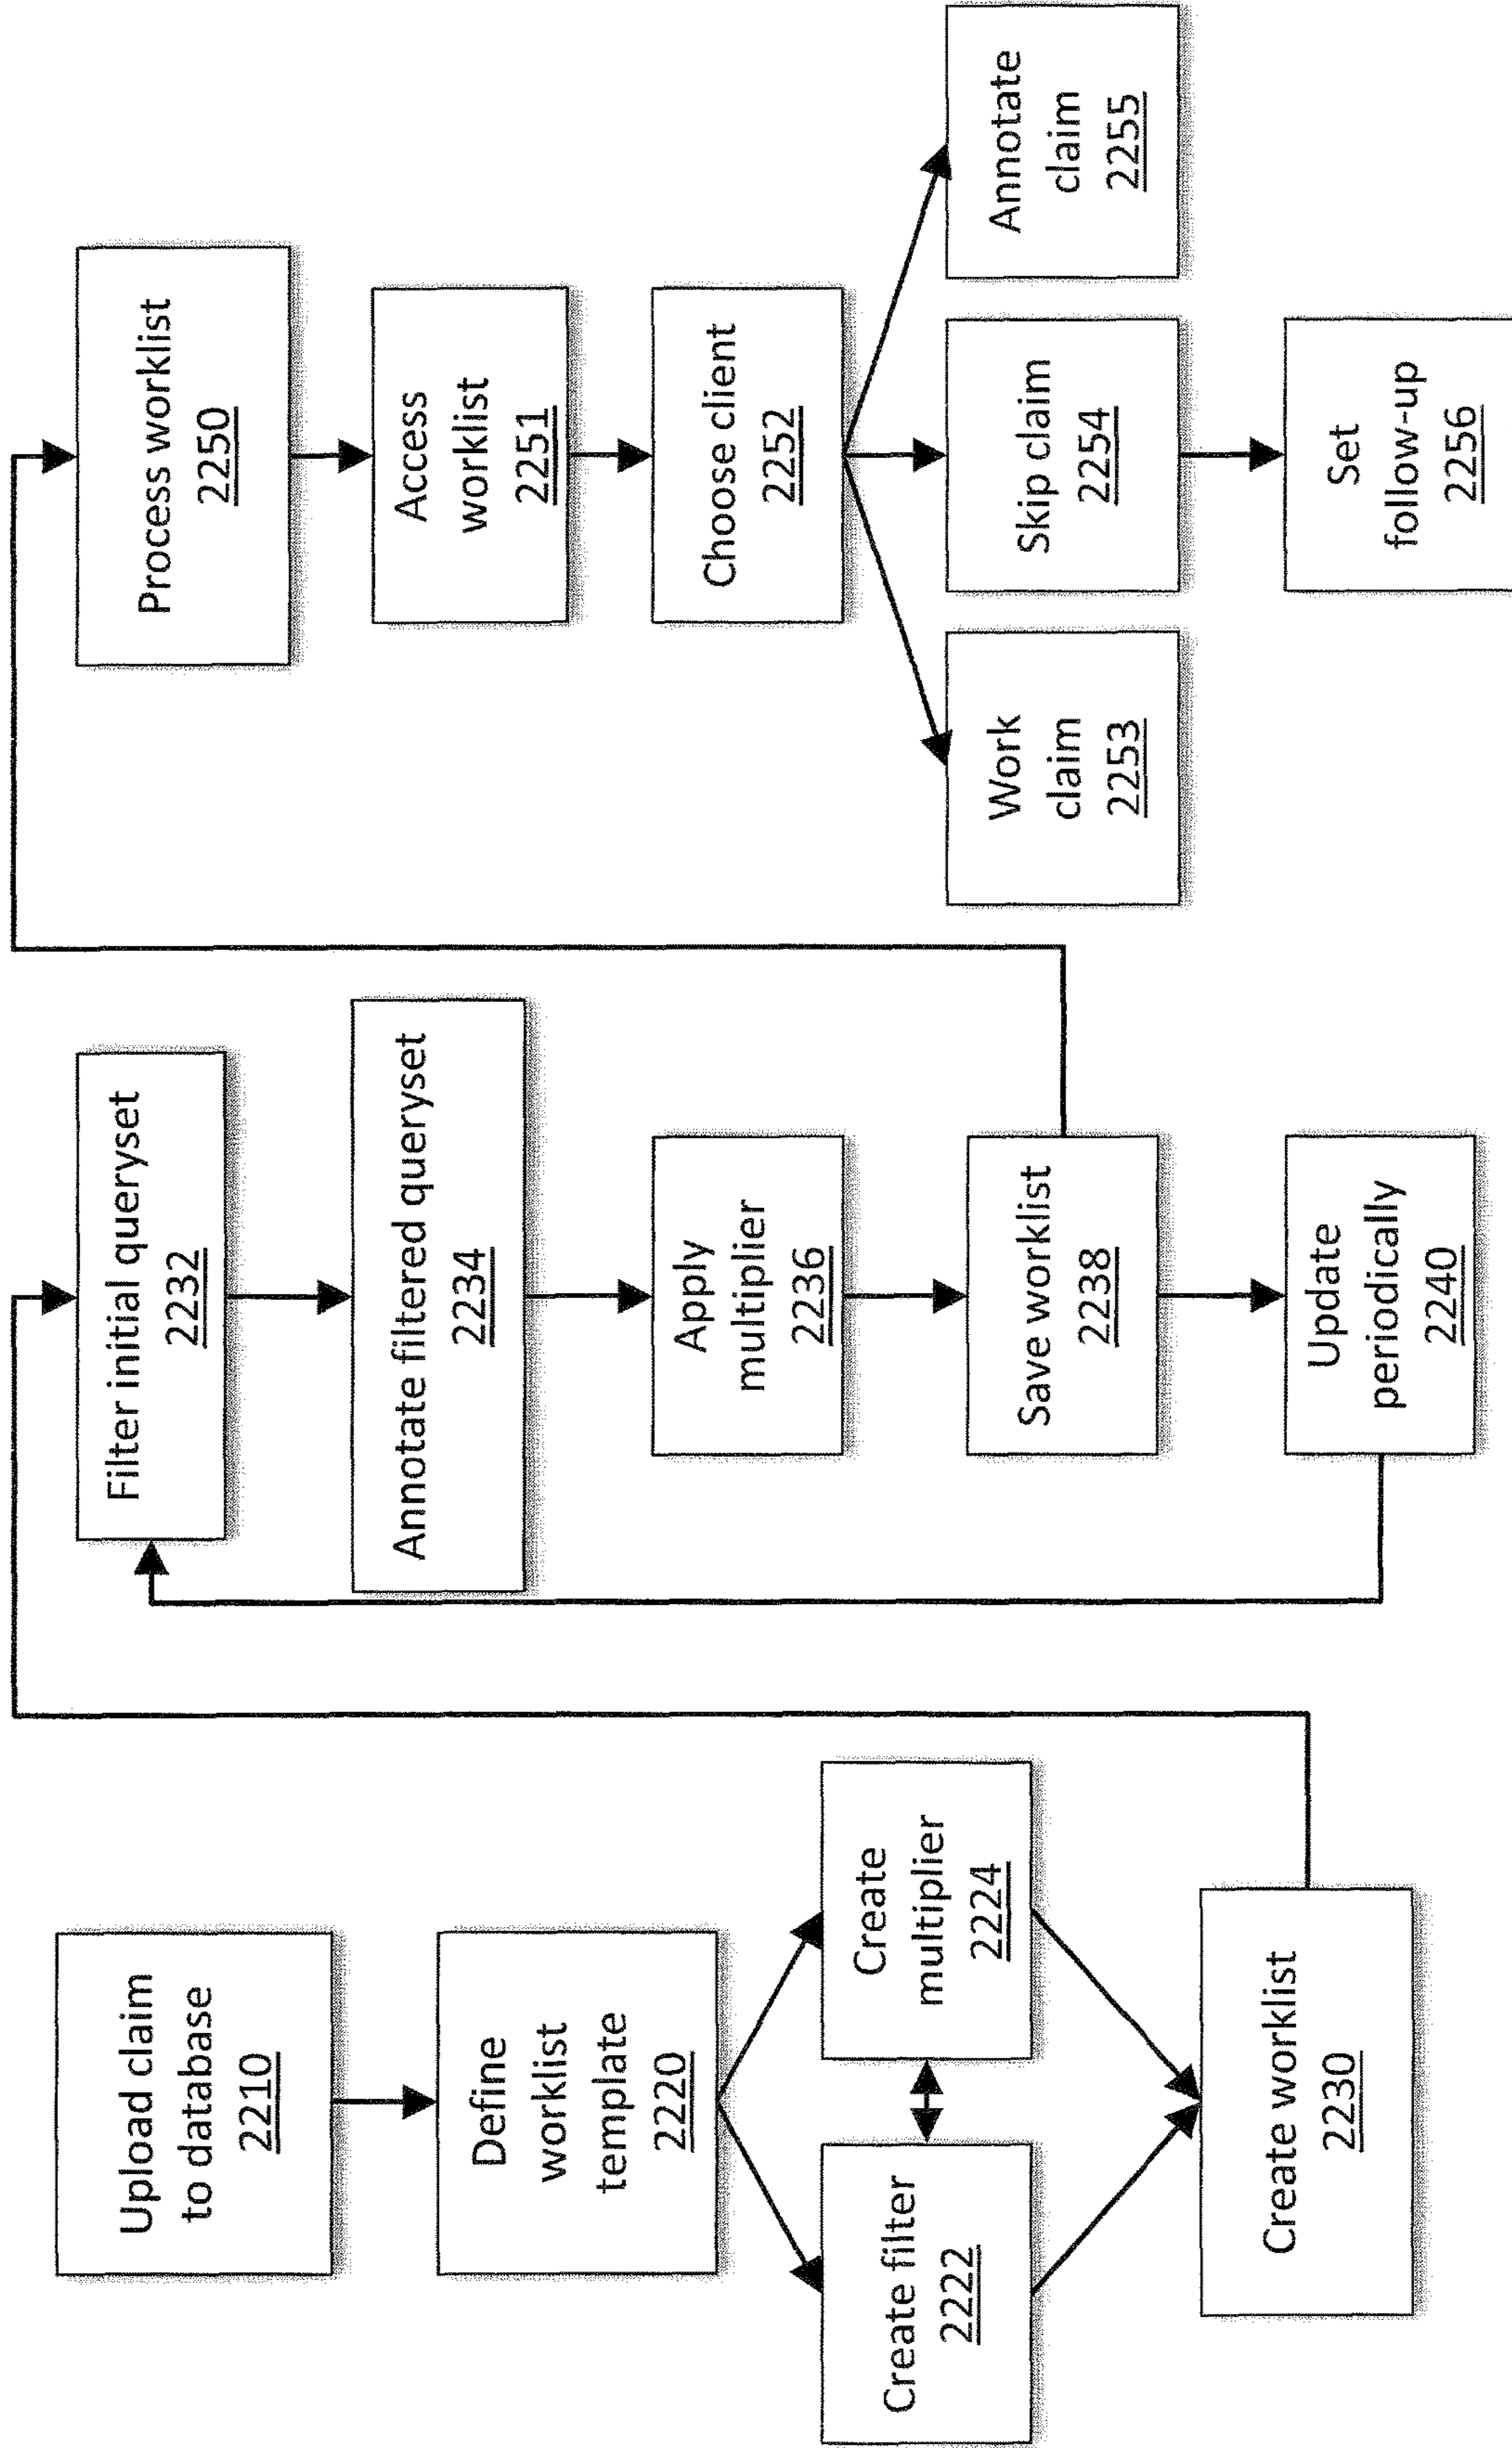 Upload claim
to database
2210
Define
worklist
template
2220
Create filter
2222
Create
multiplier
2224
Create worklist
2230
Filter initial queryset
2232
Annotate filtered queryset
2234
Apply
multiplier
2236
Save worklist
2238
Update
periodically
2240
Process worklist
2250
Access
worklist
2251
Choose client
2252
Work
claim
2253
Skip claim
2254
Annotate
claim
2255
Set
follow-up
2256